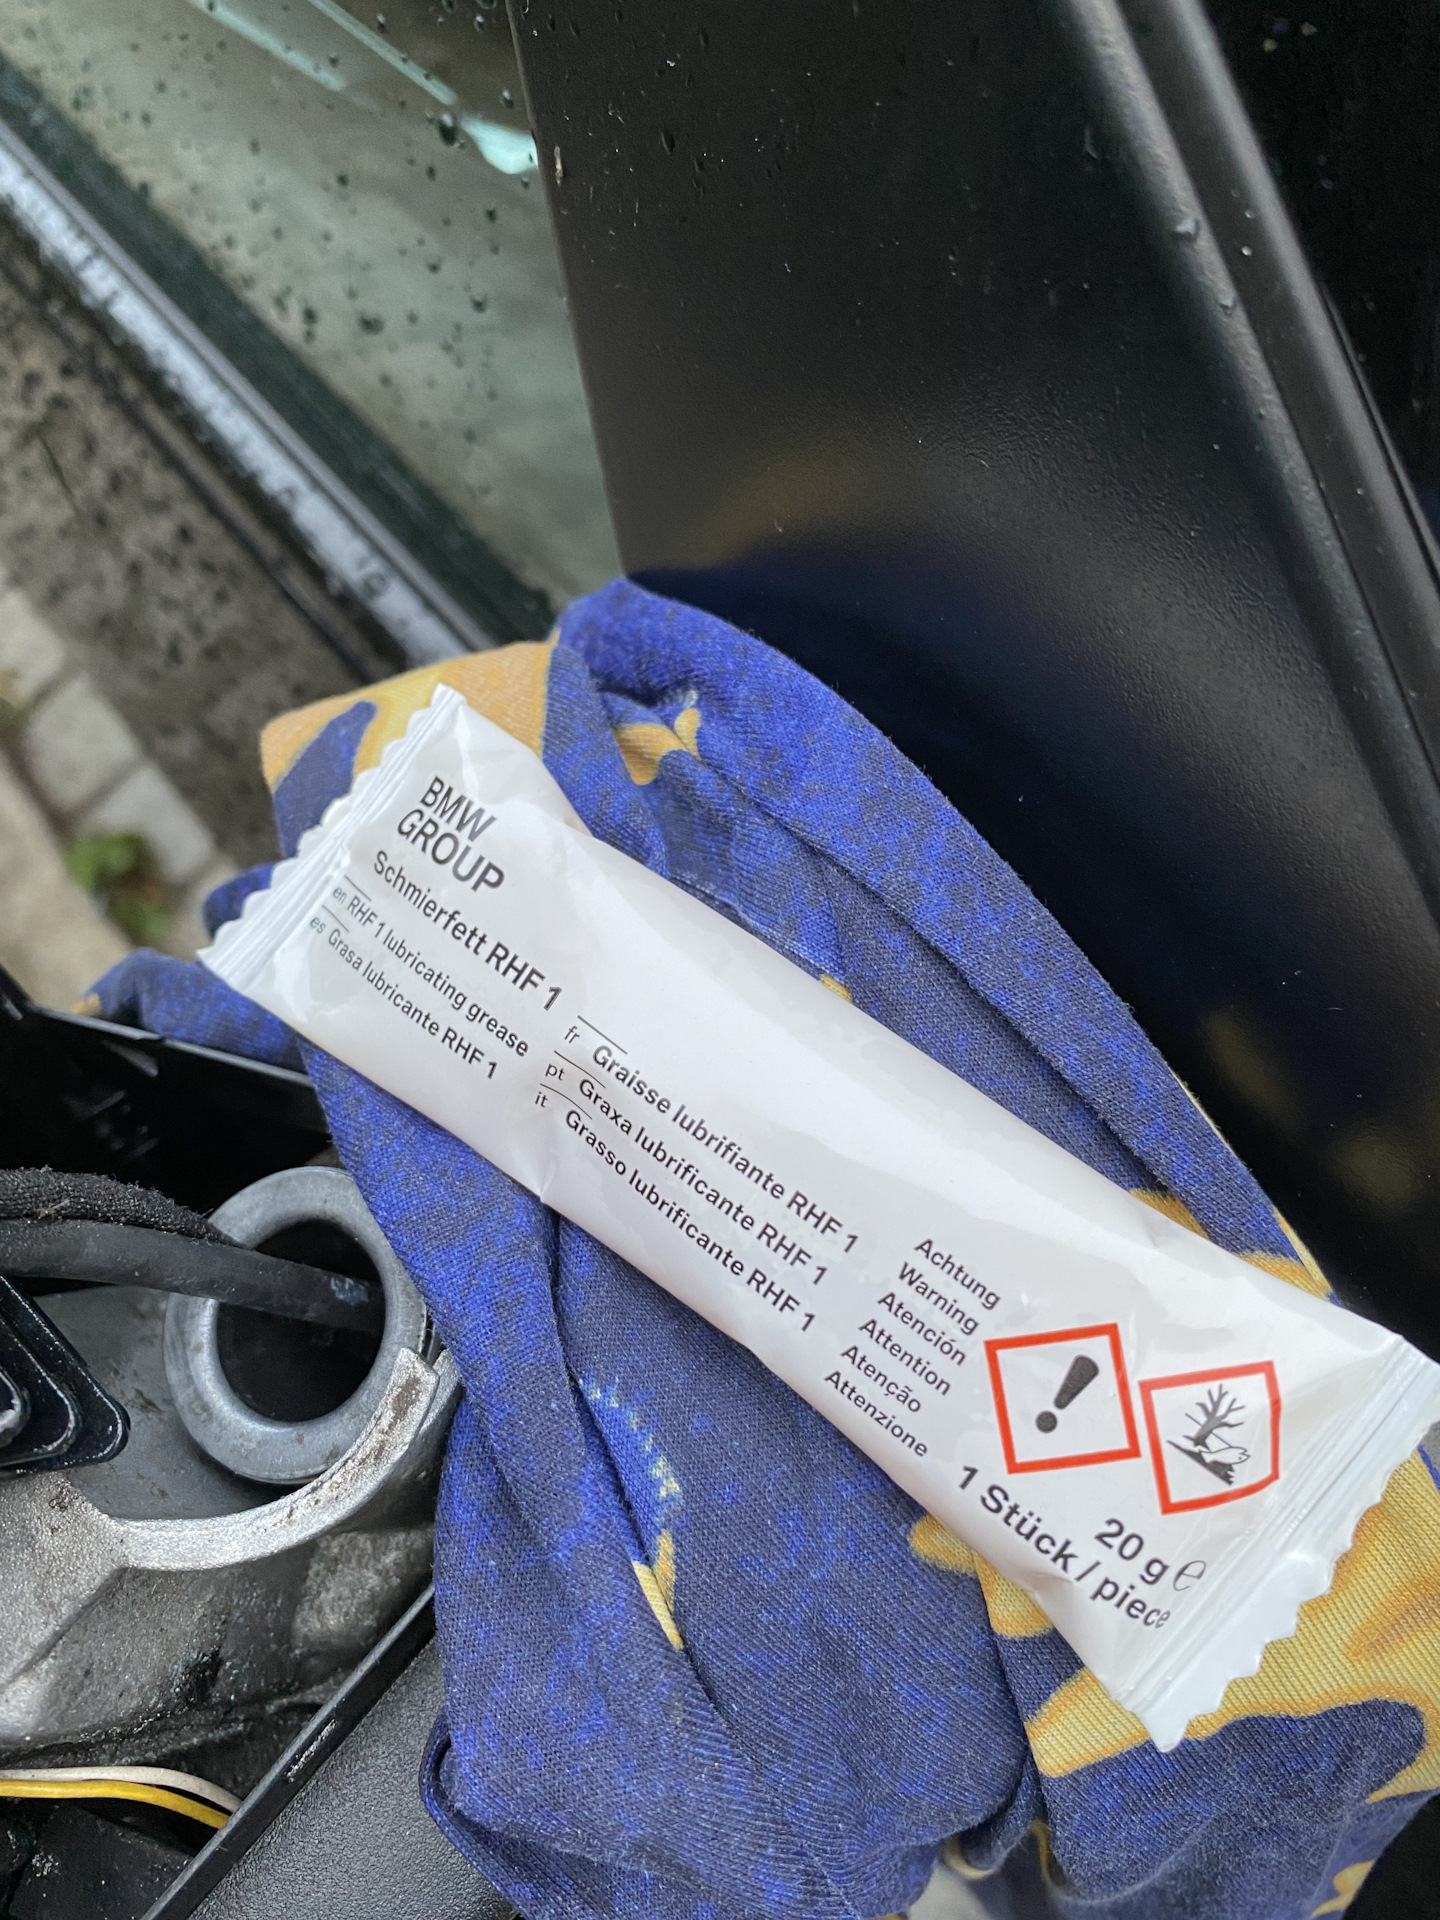 BMW
GROUP
Schmierfett RHF 1
en RHF 1 lubricating grease
es Grasa lubricante RHF 1
fr Graisse lubrifiante RHF 1
pt Graxa lubrificante RHF 1
it Grasso lubrificante RHF 1
Achtung
Warning
Atención
Attention
Atenção
Attenzione
20 g ℮
1 Stück / piece